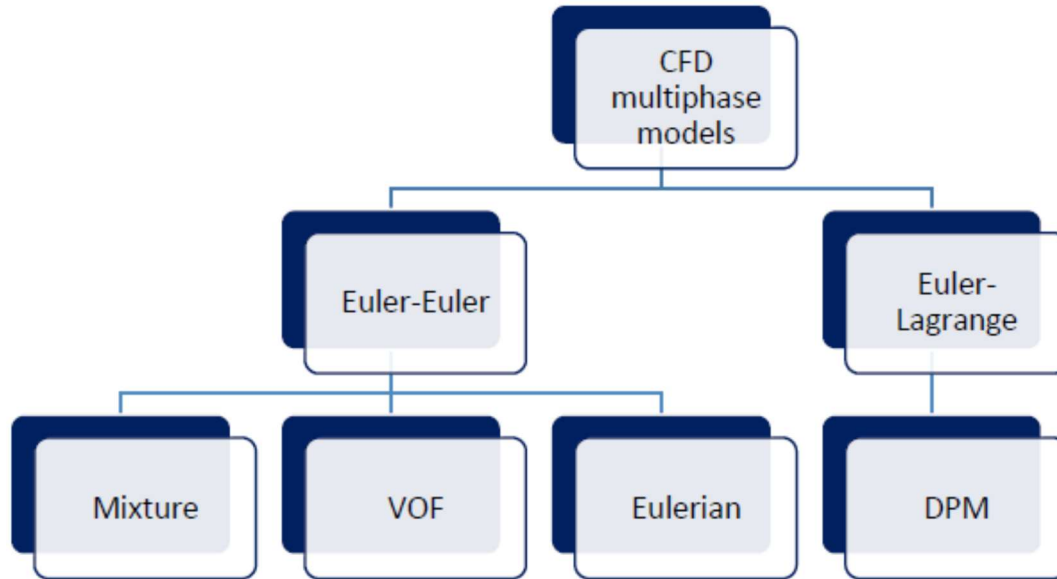 CFD
multiphase
models
Euler-Euler
Euler-
Lagrange
Mixture
VOF
Eulerian
DPM